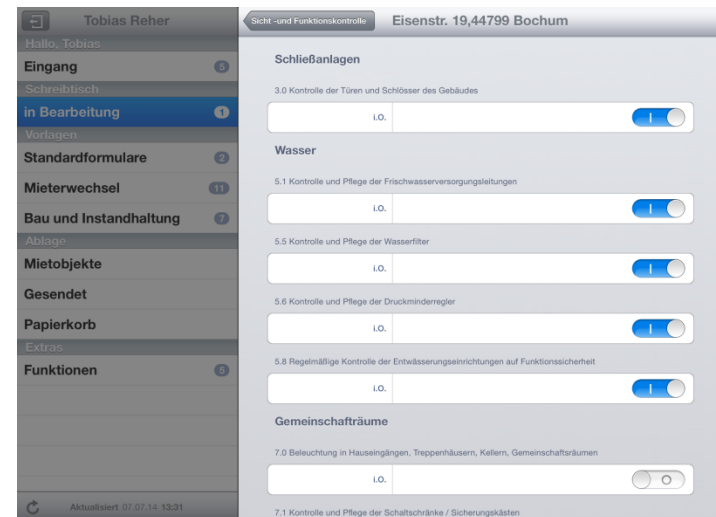 Tobias Reher
Hallo, Tobias
Eingang 5
Schreibtisch
in Bearbeitung 1
Vorlagen
Standardformulare 2
Mieterwechsel 11
Bau und Instandhaltung 7
Ablage
Mietobjekte
Gesendet
Papierkorb
Extras
Funktionen 5
Aktualisiert 07.07.14 13:31
Sicht -und Funktionskontrolle
Eisenstr. 19,44799 Bochum
Schließanlagen
3.0 Kontrolle der Türen und Schlösser des Gebäudes
i.O.
Wasser
5.1 Kontrolle und Pflege der Frischwasserversorgungsleitungen
i.O.
5.5 Kontrolle und Pflege der Wasserfilter
i.O.
5.6 Kontrolle und Pflege der Druckminderregler
i.O.
5.8 Regelmäßige Kontrolle der Entwässerungseinrichtungen auf Funktionssicherheit
i.O.
Gemeinschafträume
7.0 Beleuchtung in Hauseingängen, Treppenhäusern, Kellern, Gemeinschaftsräumen
i.O.
7.1 Kontrolle und Pflege der Schaltschränke / Sicherungskästen